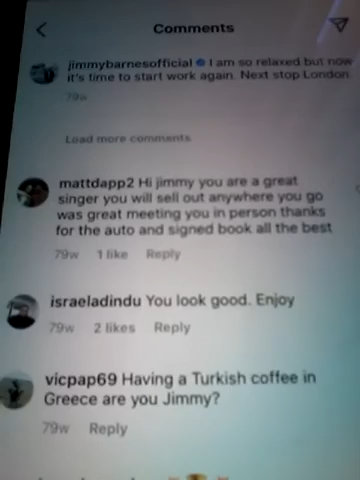 Comments
jimmybarnesofficial I am so relaxed but now
it's time to start work again. Next stop London.
79w
Load more comments
mattdapp2 Hi jimmy you are a great
singer you will sell out anywhere you go
was great meeting you in person thanks
for the auto and signed book all the best
79w 1 like Reply
israeladindu You look good. Enjoy
79w 2 likes Reply
vicpap69 Having a Turkish coffee in
Greece are you Jimmy?
79w Reply